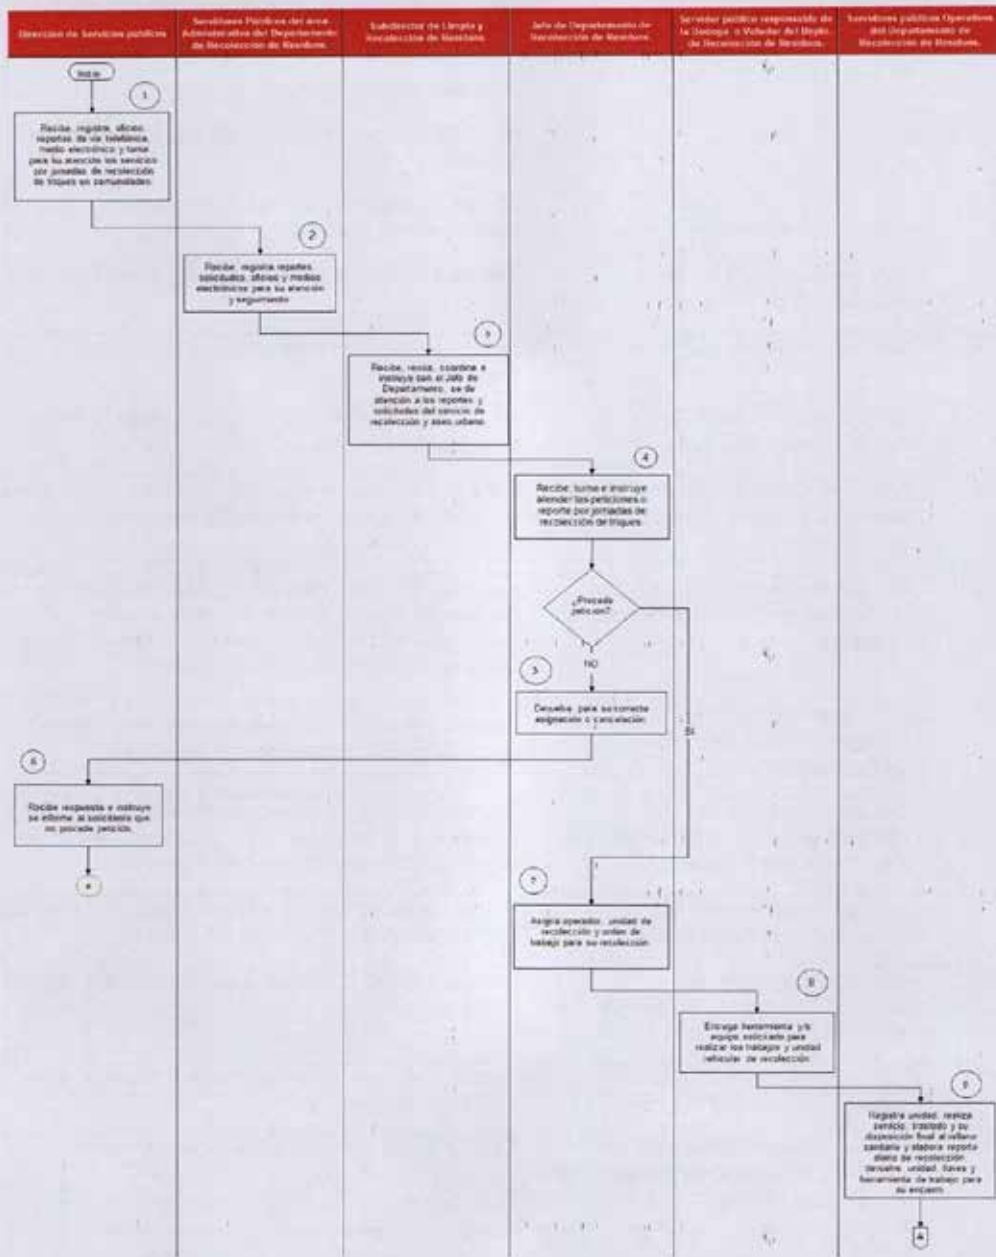 Dirección de Servicios públicos
Servidores Públicos del área
Administrativa del Departamento
de Recolección de Residuos.
Subdirector de Limpia y
Recolección de Residuos.
Jefe de Departamento de
Recolección de Residuos.
Servidor público responsable de
la Bodega o Velador del Depto.
de Recolección de Residuos.
Servidores públicos Operativos
del Departamento de
Recolección de Residuos.
Inicio
1
Recibe, registra, oficios,
reportes de vía telefónica,
medio electrónico y turna
para su atención los servicios
por jornadas de recolección
de triques en comunidades.
2
Recibe, registra reportes,
solicitudes, oficios y medios
electrónicos para su atención
y seguimiento.
3
Recibe, revisa, coordina e
instruye con el Jefe de
Departamento, se de
atención a los reportes y
solicitudes del servicio de
recolección y aseo urbano.
4
Recibe, turna e instruye
atender las peticiones o
reporte por jornadas de
recolección de triques.
¿Procede
petición?
NO
SI
5
Devuelve para su correcta
asignación o cancelación.
6
Recibe respuesta e instruye
se informe al solicitante que
no procede petición.
7
Asigna operador, unidad de
recolección y orden de
trabajo para su recolección.
8
Entrega herramienta y/o
equipo solicitado para
realizar los trabajos y unidad
vehicular de recolección.
9
Registra unidad, realiza
servicio, traslado y su
disposición final al relleno
sanitario y elabora reporte
diario de recolección,
devuelve unidad, llaves y
herramienta de trabajo para
su encierro.
A